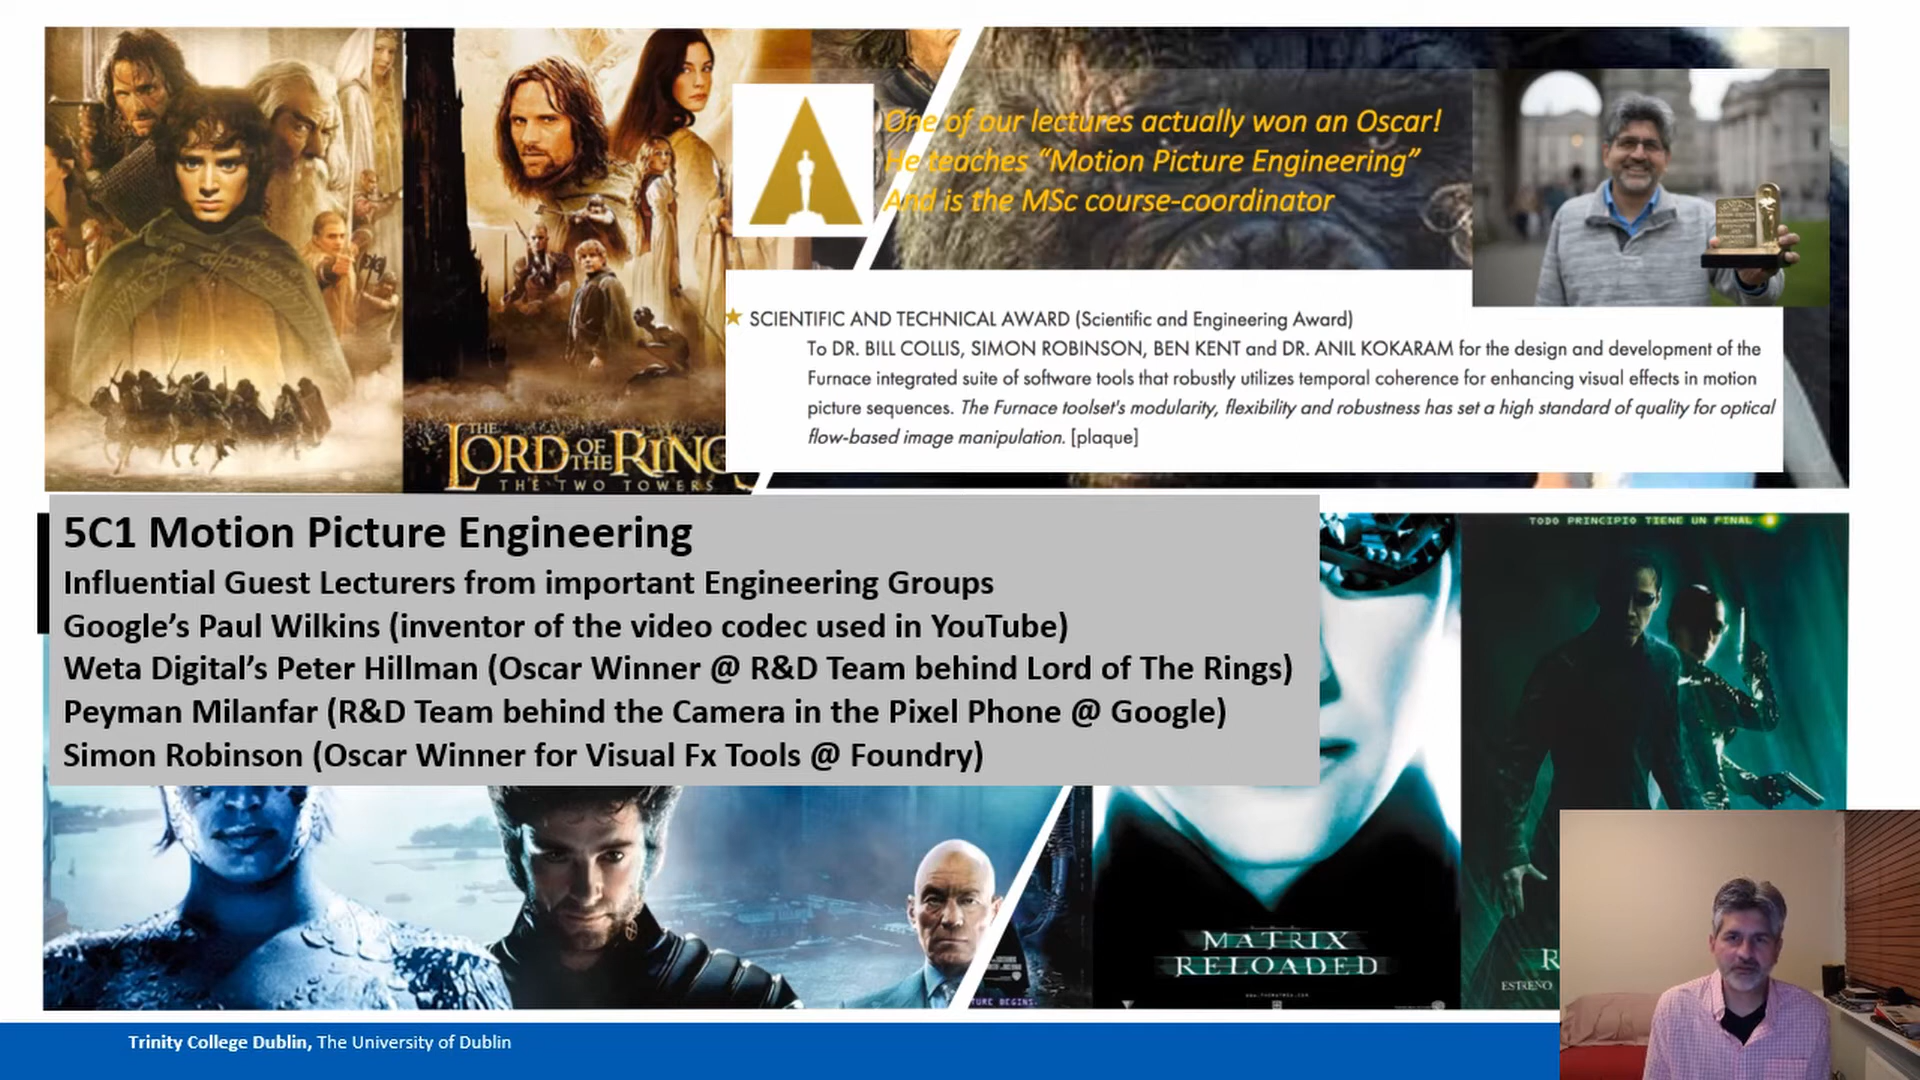 One of our lectures actually won an Oscar!
He teaches “Motion Picture Engineering”
And is the MSc course-coordinator
SCIENTIFIC AND TECHNICAL AWARD (Scientific and Engineering Award)
To DR. BILL COLLIS, SIMON ROBINSON, BEN KENT and DR. ANIL KOKARAM for the design and development of the
Furnace integrated suite of software tools that robustly utilizes temporal coherence for enhancing visual effects in motion
picture sequences. The Furnace toolset's modularity, flexibility and robustness has set a high standard of quality for optical
flow-based image manipulation. [plaque]
THE
LORD OF THE RING
THE TWO TOWERS
5C1 Motion Picture Engineering
Influential Guest Lecturers from important Engineering Groups
Google’s Paul Wilkins (inventor of the video codec used in YouTube)
Weta Digital’s Peter Hillman (Oscar Winner @ R&D Team behind Lord of The Rings)
Peyman Milanfar (R&D Team behind the Camera in the Pixel Phone @ Google)
Simon Robinson (Oscar Winner for Visual Fx Tools @ Foundry)
TODO PRINCIPIO TIENE UN FINAL
MATRIX
RELOADED
R
ESTRENO
TURE BEGINS.
Trinity College Dublin, The University of Dublin